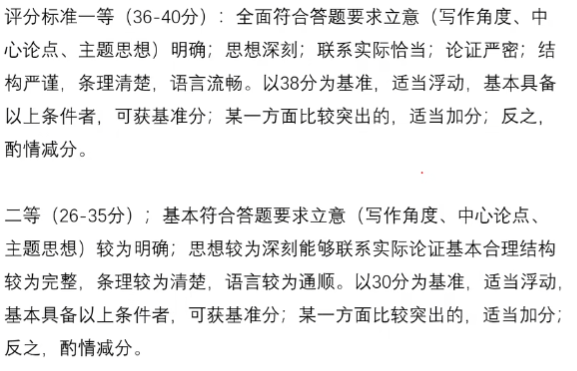 评分标准一等（36-40分）：全面符合答题要求立意（写作角度、中
心论点、主题思想）明确；思想深刻；联系实际恰当；论证严密；结
构严谨，条理清楚，语言流畅。以38分为基准，适当浮动，基本具备
以上条件者，可获基准分；某一方面比较突出的，适当加分；反之，
酌情减分。
二等（26-35分）；基本符合答题要求立意（写作角度、中心论点、
主题思想）较为明确；思想较为深刻能够联系实际论证基本合理结构
较为完整，条理较为清楚，语言较为通顺。以30分为基准，适当浮动，
基本具备以上条件者，可获基准分；某一方面比较突出的，适当加分；
反之，酌情减分。